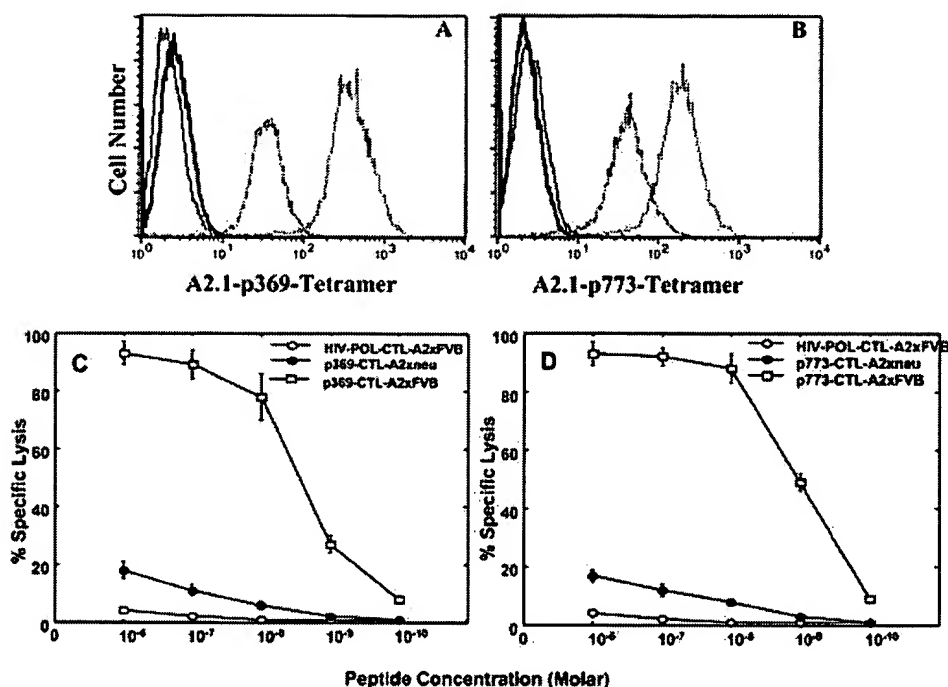 A
B
Cell Number
10^0 10^1 10^2 10^3 10^4
10^0 10^1 10^2 10^3 10^4
A2.1-p369-Tetramer
A2.1-p773-Tetramer
C
HIV-POL-CTL-A2xFVB
p369-CTL-A2xneu
p369-CTL-A2xFVB
D
HIV-POL-CTL-A2xFVB
p773-CTL-A2xneu
p773-CTL-A2xFVB
% Specific Lysis
100
80
60
40
20
0
0 10^-6 10^-7 10^-8 10^-9 10^-10
% Specific Lysis
100
80
60
40
20
0
0 10^-6 10^-7 10^-8 10^-9 10^-10
Peptide Concentration (Molar)